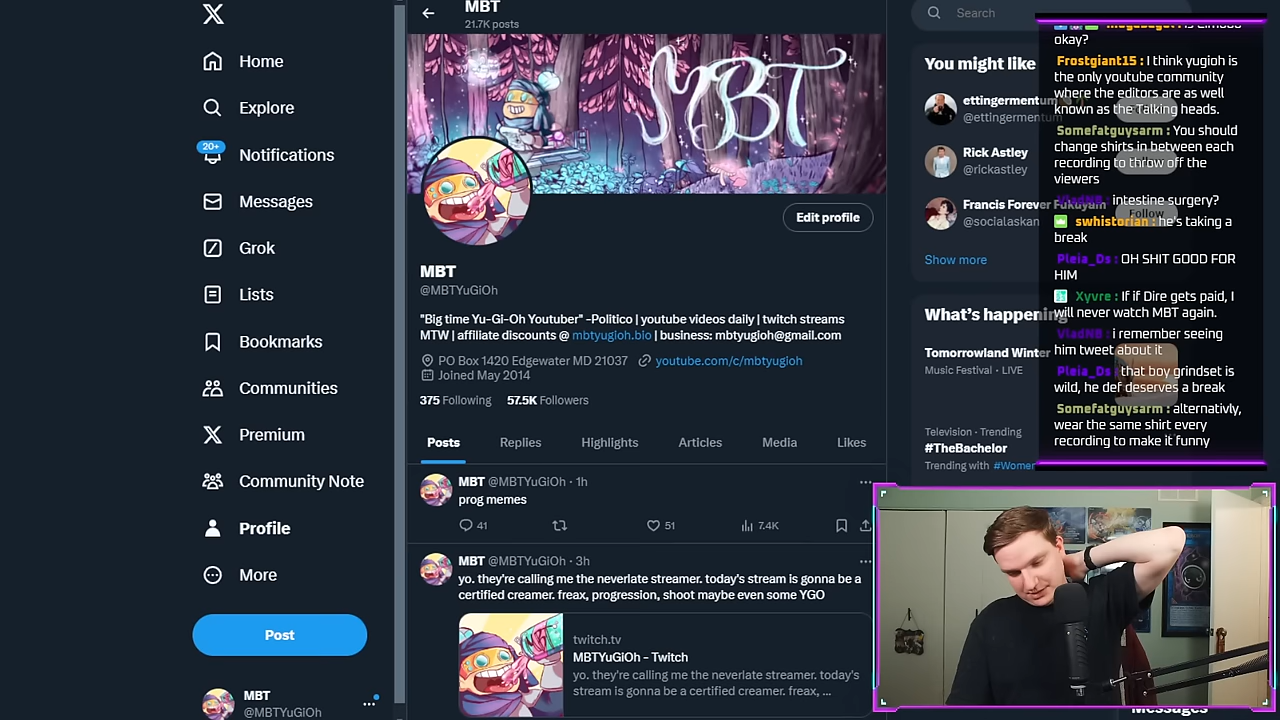 MBT
21.7K posts
Home
Explore
20+
Notifications
Messages
Grok
Lists
Bookmarks
Communities
Premium
Community Note
Profile
More
Post
MBT
@MBTYuGiOh
MBT
Edit profile
MBT
@MBTYuGiOh
"Big time Yu-Gi-Oh Youtuber" -Politico | youtube videos daily | twitch streams
MTW | affiliate discounts @ mbtyugioh.bio | business: mbtyugioh@gmail.com
PO Box 1420 Edgewater MD 21037 youtube.com/c/mbtyugioh
Joined May 2014
375 Following 57.5K Followers
Posts Replies Highlights Articles Media Likes
MBT @MBTYuGiOh · 1h
prog memes
41 51 7.4K
MBT @MBTYuGiOh · 3h
yo. they're calling me the neverlate streamer. today's stream is gonna be a
certified creamer. freax, progression, shoot maybe even some YGO
twitch.tv
MBTYuGiOh - Twitch
yo. they're calling me the neverlate streamer. today's
stream is gonna be a certified creamer. freax, ...
Search
You might like
ettingermentum
@ettingermentum
Rick Astley
@rickastley
Francis Forever Fukuyam
@socialaskan
Follow
Show more
What's happening
Tomorrowland Winter
Music Festival · LIVE
Television · Trending
#TheBachelor
Trending with #Women
Messages
okay?
Frostgiant15 : I think yugioh is
the only youtube community
where the editors are as well
known as the Talking heads.
Somefatguysarm : You should
change shirts in between each
recording to throw off the
viewers
VladNB : intestine surgery?
swhistorian : he's taking a
break
Pleia_Ds : OH SHIT GOOD FOR
HIM
Xyvre : If if Dire gets paid, I
will never watch MBT again.
VladNB : i remember seeing
him tweet about it
Pleia_Ds : that boy grindset is
wild, he def deserves a break
Somefatguysarm : alternativly,
wear the same shirt every
recording to make it funny